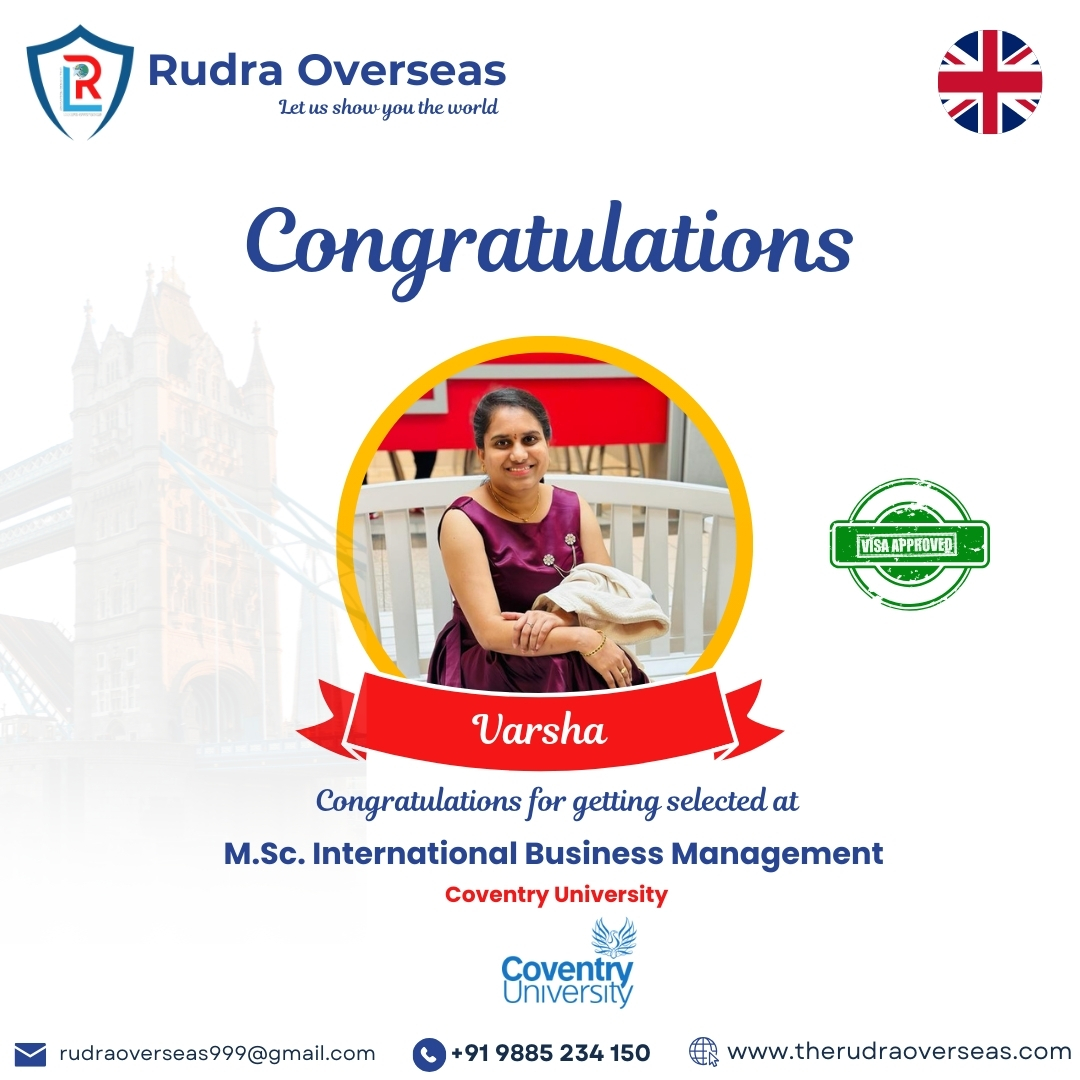 Rudra Overseas
Let us show you the world
Congratulations
VISA APPROVED
Varsha
Congratulations for getting selected at
M.Sc. International Business Management
Coventry University
Coventry
University
rudraoverseas999@gmail.com
+91 9885 234 150
www.therudraoverseas.com